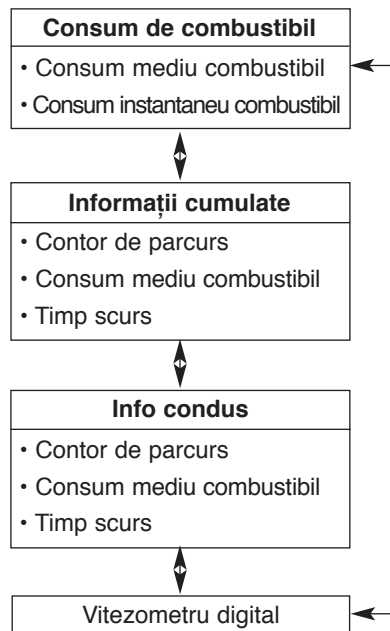 Consum de combustibil
• Consum mediu combustibil
• Consum instantaneu combustibil
Informații cumulate
• Contor de parcurs
• Consum mediu combustibil
• Timp scurs
Info condus
• Contor de parcurs
• Consum mediu combustibil
• Timp scurs
Vitezometru digital